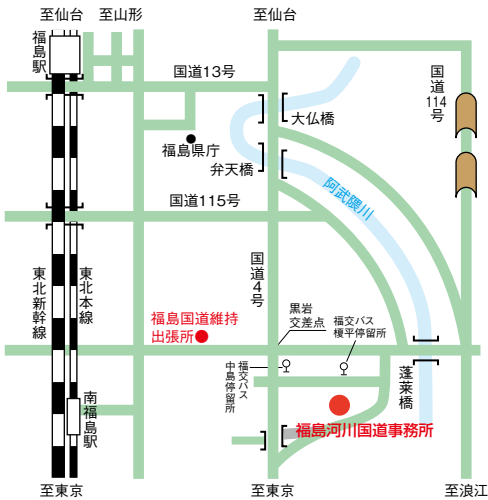 至仙台
至山形
至仙台
福島駅
国道13号
国道114号
大仏橋
福島県庁
弁天橋
阿武隈川
国道115号
国道4号
東北新幹線
東北本線
福島国道維持
出張所
黒岩
交差点
福交バス
榎平停留所
福交バス
中島停留所
蓬莱橋
南福島駅
福島河川国道事務所
至東京
至東京
至浪江